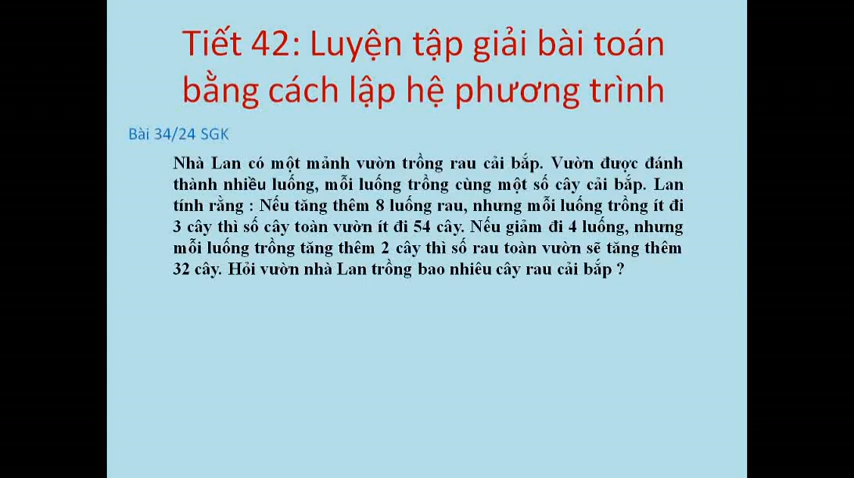 Tiết 42: Luyện tập giải bài toán
bằng cách lập hệ phương trình
Bài 34/24 SGK
Nhà Lan có một mảnh vườn trồng rau cải bắp. Vườn được đánh
thành nhiều luống, mỗi luống trồng cùng một số cây cải bắp. Lan
tính rằng : Nếu tăng thêm 8 luống rau, nhưng mỗi luống trồng ít đi
3 cây thì số cây toàn vườn ít đi 54 cây. Nếu giảm đi 4 luống, nhưng
mỗi luống trồng tăng thêm 2 cây thì số rau toàn vườn sẽ tăng thêm
32 cây. Hỏi vườn nhà Lan trồng bao nhiêu cây rau cải bắp ?